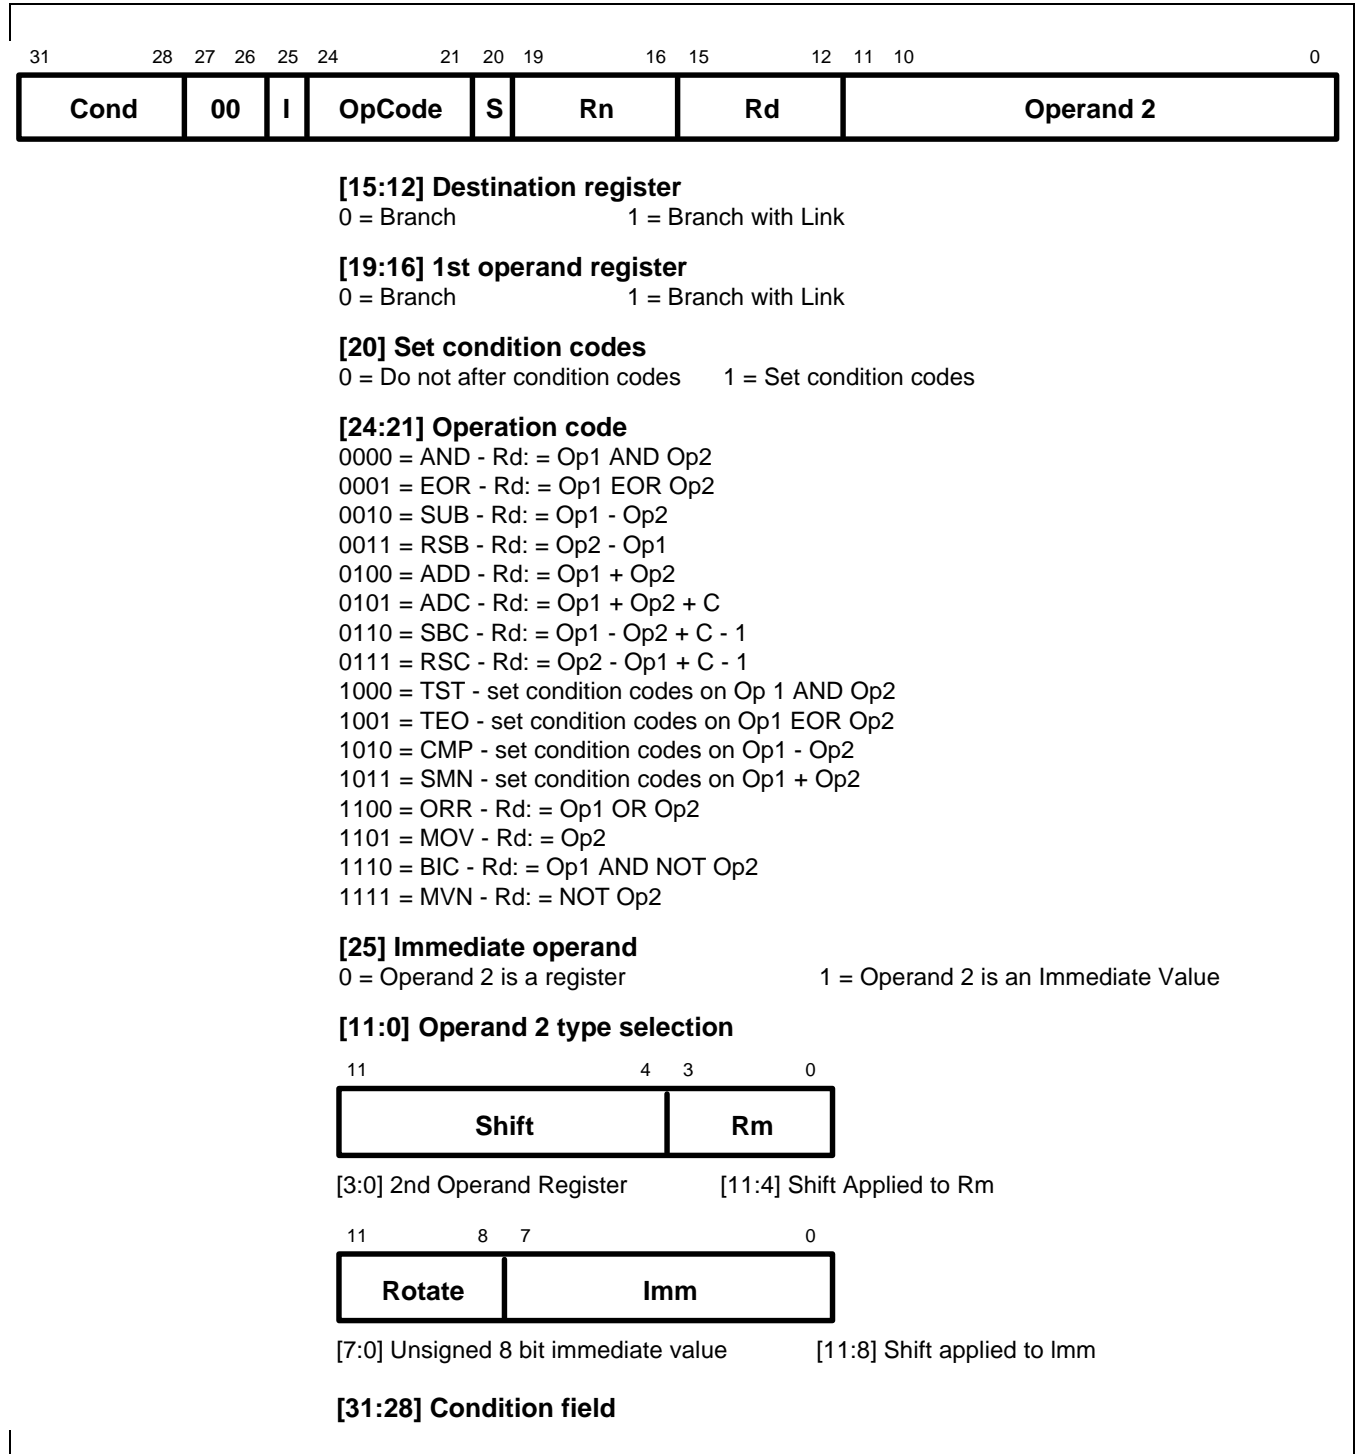 31 28 27 26 25 24 21 20 19 16 15 12 11 10 0
Cond 00 I OpCode S Rn Rd Operand 2
[15:12] Destination register
0 = Branch 1 = Branch with Link
[19:16] 1st operand register
0 = Branch 1 = Branch with Link
[20] Set condition codes
0 = Do not after condition codes 1 = Set condition codes
[24:21] Operation code
0000 = AND - Rd: = Op1 AND Op2
0001 = EOR - Rd: = Op1 EOR Op2
0010 = SUB - Rd: = Op1 - Op2
0011 = RSB - Rd: = Op2 - Op1
0100 = ADD - Rd: = Op1 + Op2
0101 = ADC - Rd: = Op1 + Op2 + C
0110 = SBC - Rd: = Op1 - Op2 + C - 1
0111 = RSC - Rd: = Op2 - Op1 + C - 1
1000 = TST - set condition codes on Op 1 AND Op2
1001 = TEO - set condition codes on Op1 EOR Op2
1010 = CMP - set condition codes on Op1 - Op2
1011 = SMN - set condition codes on Op1 + Op2
1100 = ORR - Rd: = Op1 OR Op2
1101 = MOV - Rd: = Op2
1110 = BIC - Rd: = Op1 AND NOT Op2
1111 = MVN - Rd: = NOT Op2
[25] Immediate operand
0 = Operand 2 is a register 1 = Operand 2 is an Immediate Value
[11:0] Operand 2 type selection
11 4 3 0
Shift Rm
[3:0] 2nd Operand Register [11:4] Shift Applied to Rm
11 8 7 0
Rotate Imm
[7:0] Unsigned 8 bit immediate value [11:8] Shift applied to Imm
[31:28] Condition field